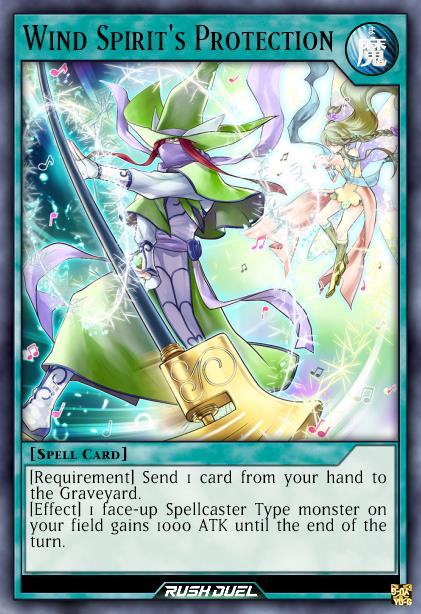 Wind Spirit's Protection
ま
魔
[Spell Card]
[Requirement] Send 1 card from your hand to
the Graveyard.
[Effect] 1 face-up Spellcaster Type monster on
your field gains 1000 ATK until the end of the
turn.
RUSH DUEL